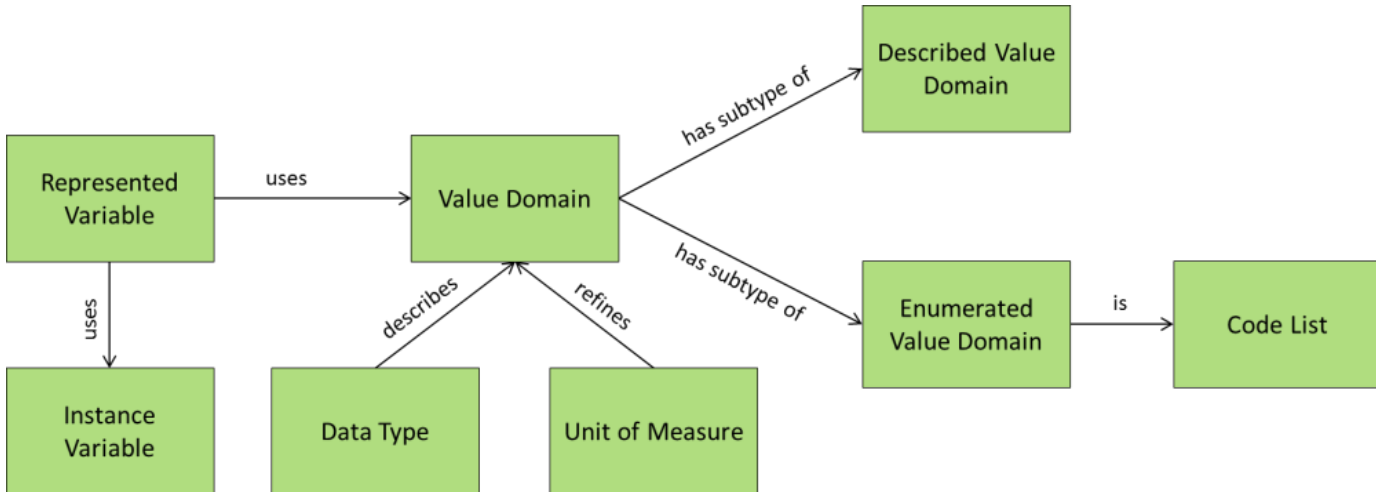 Described Value
Domain
has subtype of
Represented
Variable
uses
Value Domain
has subtype of
uses
describes
refines
Enumerated
Value Domain
is
Code List
Instance
Variable
Data Type
Unit of Measure